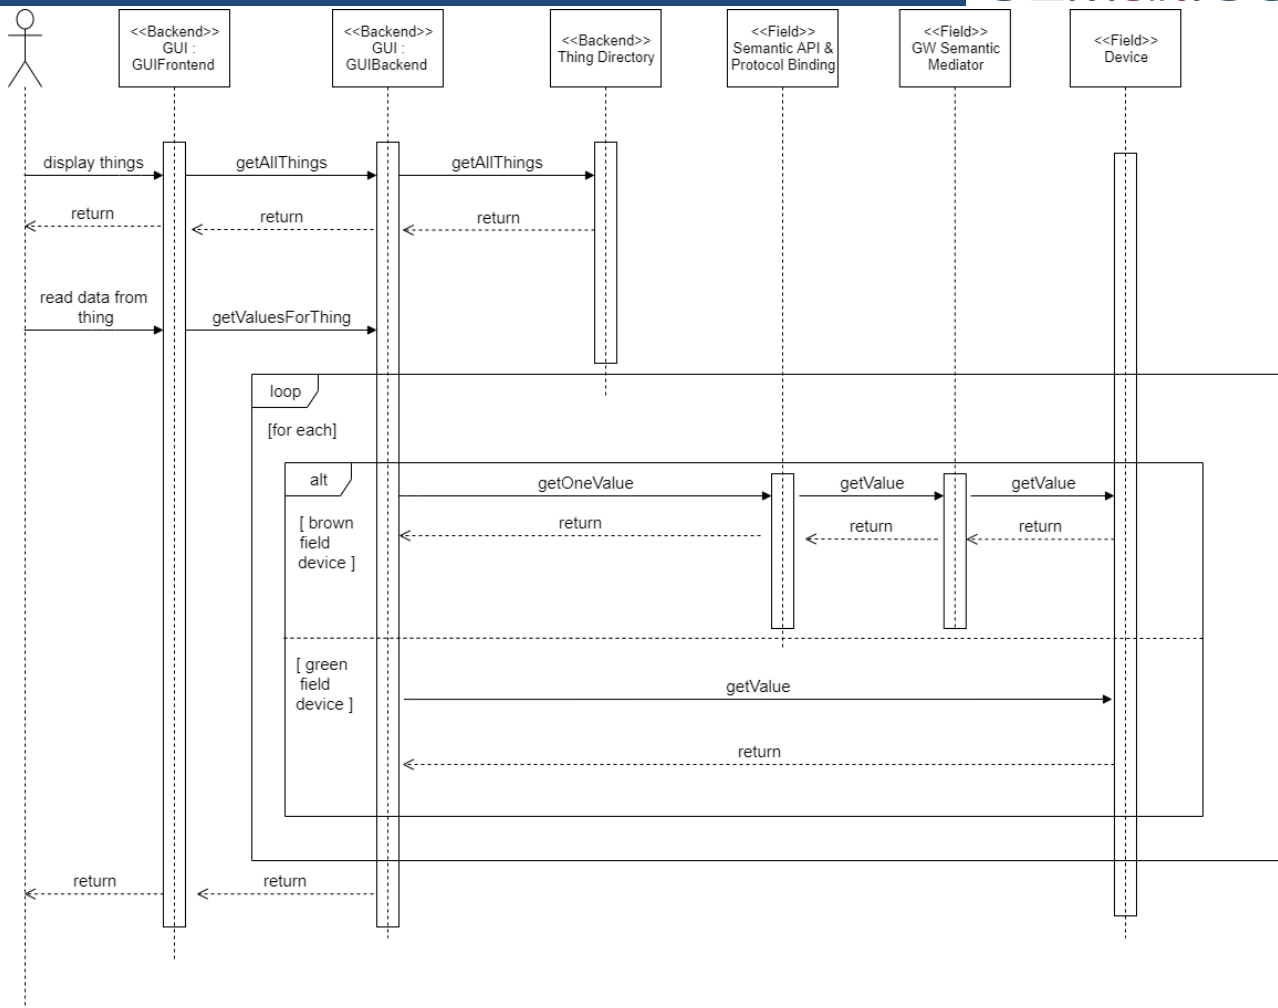 <<Backend>>
GUI :
GUIFrontend
<<Backend>>
GUI :
GUIBackend
<<Backend>>
Thing Directory
<<Field>>
Semantic API &
Protocol Binding
<<Field>>
GW Semantic
Mediator
<<Field>>
Device
display things
getAllThings
getAllThings
return
return
return
read data from
thing
getValuesForThing
loop
[for each]
alt
getOneValue
getValue
getValue
[ brown
field
device ]
return
return
return
[ green
field
device ]
getValue
return
return
return